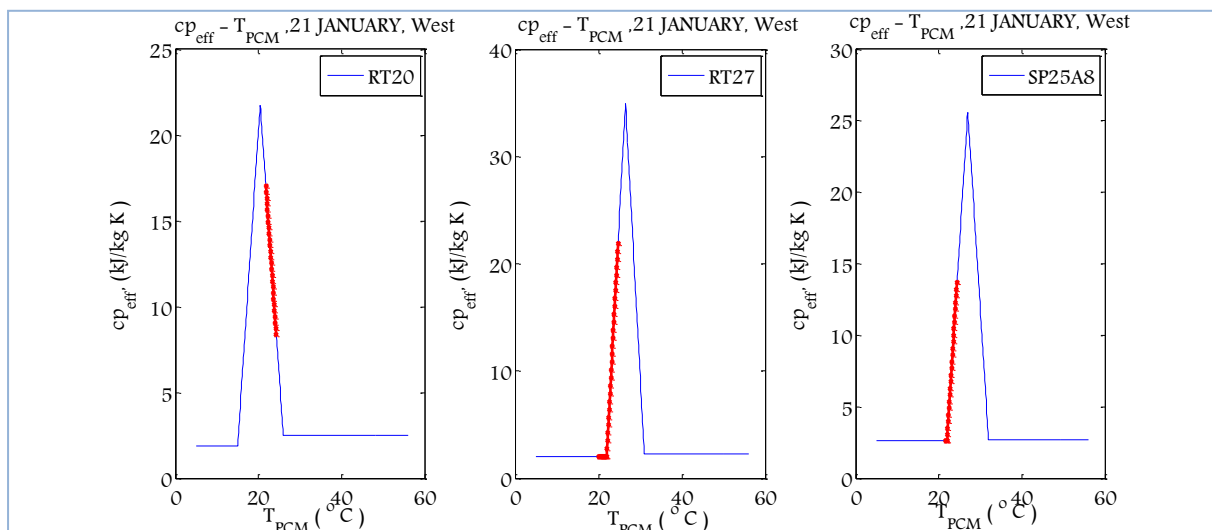 cp_eff – T_PCM ,21 JANUARY, West
25
20
15
10
5
0
0 20 40 60
cp_eff, (kJ/kg K )
T_PCM ( °C )
RT20
cp_eff – T_PCM ,21 JANUARY, West
40
30
20
10
0
0 20 40 60
cp_eff, (kJ/kg K )
T_PCM ( °C )
RT27
cp_eff – T_PCM ,21 JANUARY, West
30
25
20
15
10
5
0
0 20 40 60
cp_eff, (kJ/kg K )
T_PCM ( °C )
SP25A8